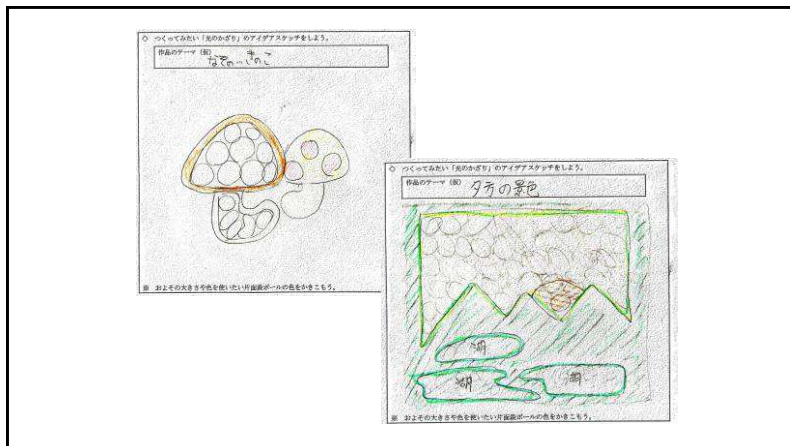 ◇ つくってみたい「光のかざり」のアイデアスケッチをしよう。
作品のテーマ（仮）
なぞの きのこ
※ おおよその大きさや色を使いたい片面段ボールの色をかきこもう。
◇ つくってみたい「光のかざり」のアイデアスケッチをしよう。
作品のテーマ（仮）
夕方の景色
湖
湖
湖
※ おおよその大きさや色を使いたい片面段ボールの色をかきこもう。